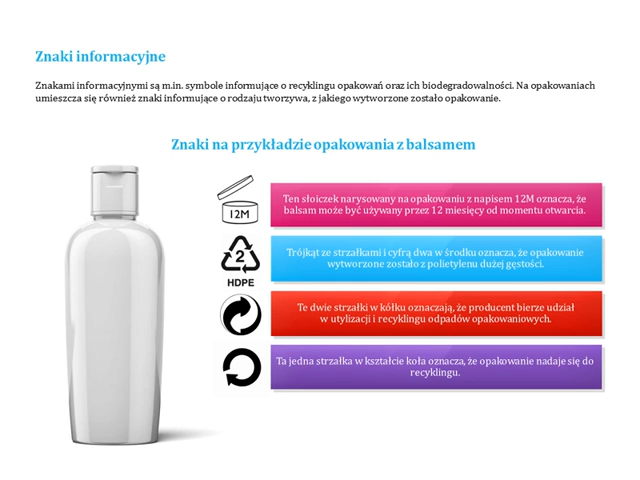 Znaki informacyjne
Znakami informacyjnymi są m.in. symbole informujące o recyklingu opakowań oraz ich biodegradowalności. Na opakowaniach
umieszcza się również znaki informujące o rodzaju tworzywa, z jakiego wytworzone zostało opakowanie.
Znaki na przykładzie opakowania z balsamem
12M
Ten słoiczek narysowany na opakowaniu z napisem 12M oznacza, że
balsam może być używany przez 12 miesięcy od momentu otwarcia.
2
HDPE
Trójkąt ze strzałkami i cyfrą dwa w środku oznacza, że opakowanie
wytworzone zostało z polietylenu dużej gęstości.
Te dwie strzałki w kółku oznaczają, że producent bierze udział
w utylizacji i recyklingu odpadów opakowaniowych.
Ta jedna strzałka w kształcie koła oznacza, że opakowanie nadaje się do
recyklingu.